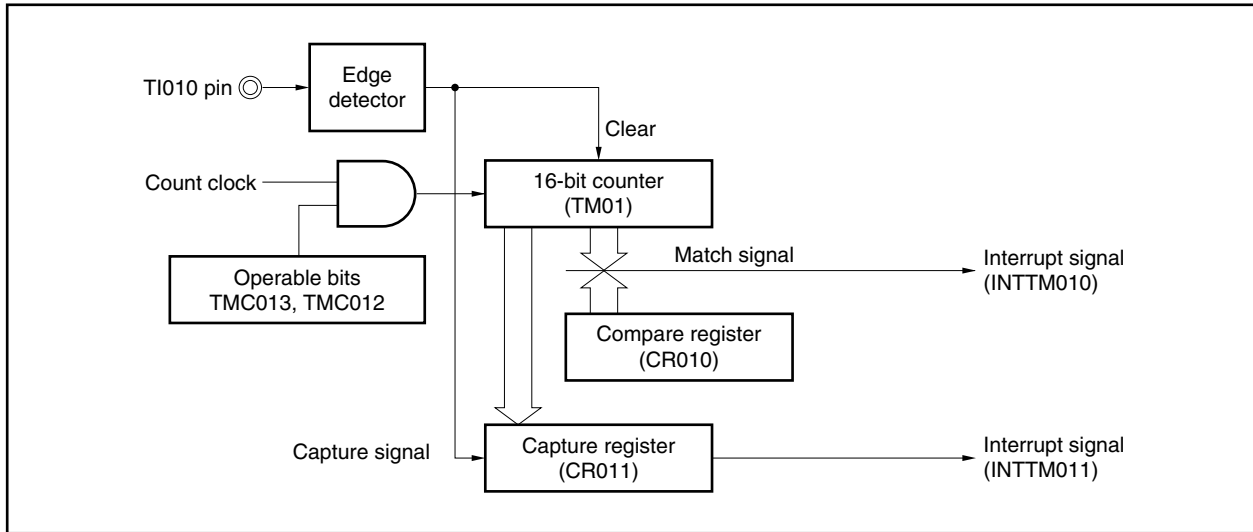 TI010 pin
Edge
detector
Clear
Count clock
16-bit counter
(TM01)
Operable bits
TMC013, TMC012
Match signal
Interrupt signal
(INTTM010)
Compare register
(CR010)
Capture signal
Capture register
(CR011)
Interrupt signal
(INTTM011)